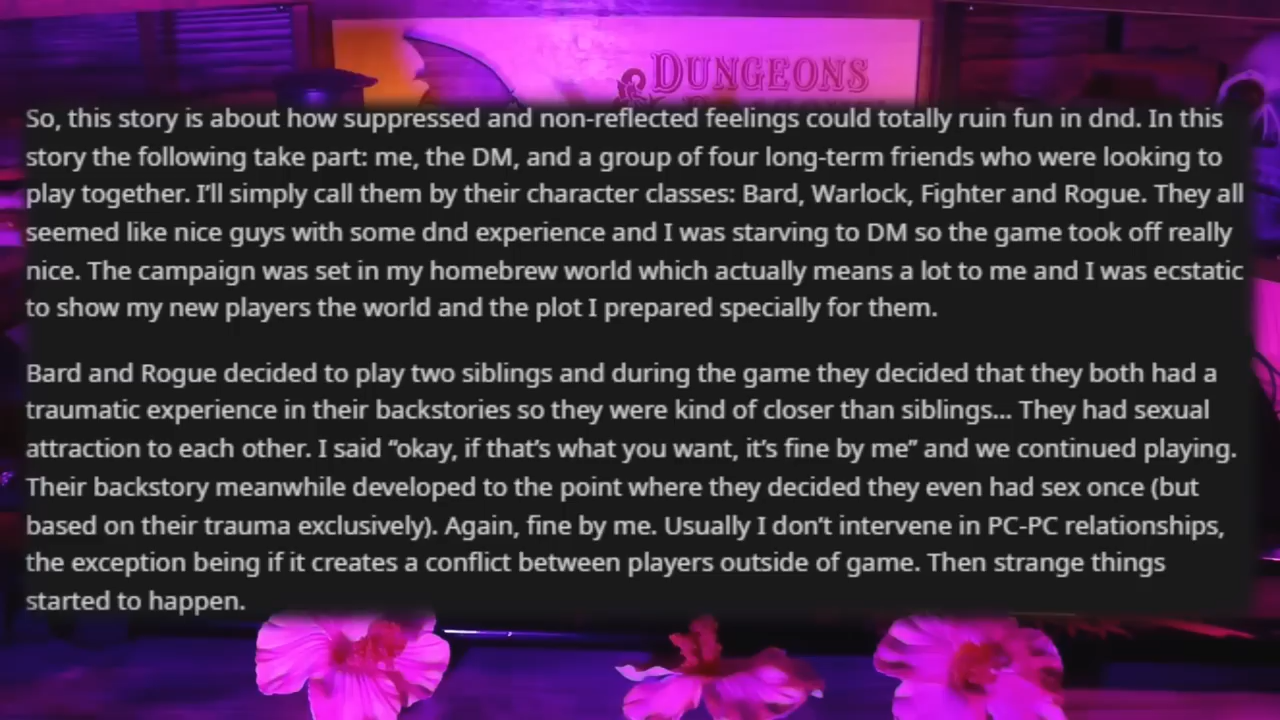 DUNGEONS
So, this story is about how suppressed and non-reflected feelings could totally ruin fun in dnd. In this
story the following take part: me, the DM, and a group of four long-term friends who were looking to
play together. I’ll simply call them by their character classes: Bard, Warlock, Fighter and Rogue. They all
seemed like nice guys with some dnd experience and I was starving to DM so the game took off really
nice. The campaign was set in my homebrew world which actually means a lot to me and I was ecstatic
to show my new players the world and the plot I prepared specially for them.
Bard and Rogue decided to play two siblings and during the game they decided that they both had a
traumatic experience in their backstories so they were kind of closer than siblings... They had sexual
attraction to each other. I said “okay, if that’s what you want, it’s fine by me” and we continued playing.
Their backstory meanwhile developed to the point where they decided they even had sex once (but
based on their trauma exclusively). Again, fine by me. Usually I don’t intervene in PC-PC relationships,
the exception being if it creates a conflict between players outside of game. Then strange things
started to happen.